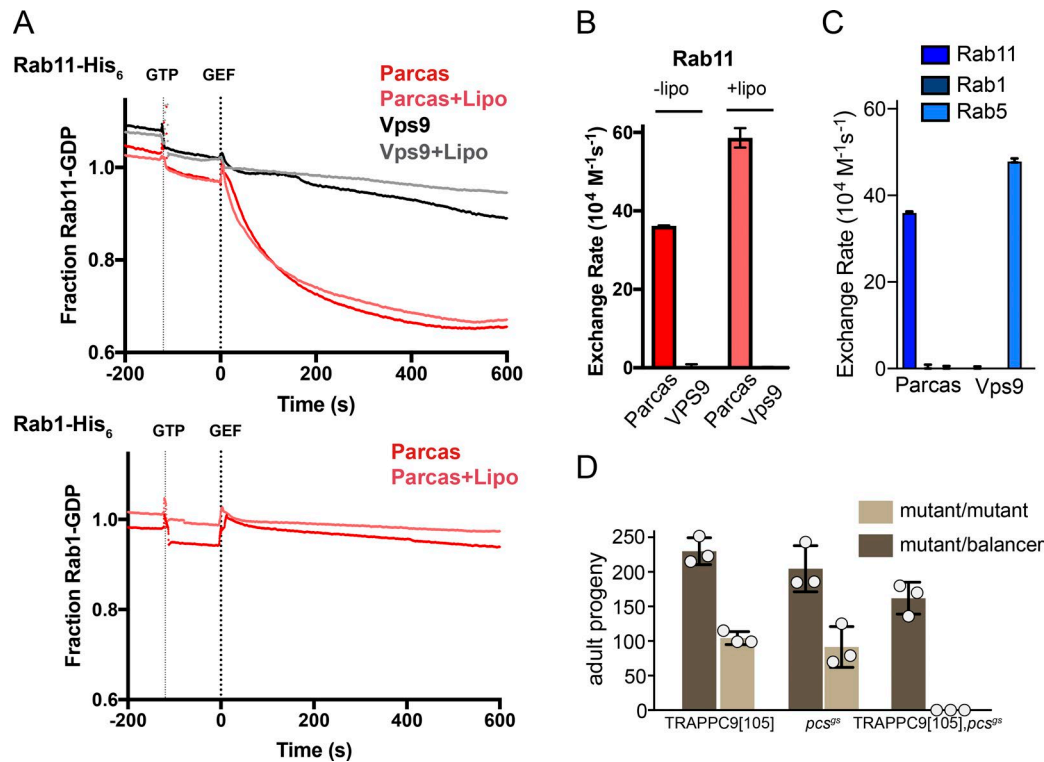 A
Rab11-His6
GTP
GEF
Parcas
Parcas+Lipo
Vps9
Vps9+Lipo
Fraction Rab11-GDP
1.0
0.8
0.6
-200
0
200
400
600
Time (s)
Rab1-His6
GTP
GEF
Parcas
Parcas+Lipo
Fraction Rab1-GDP
1.0
0.8
0.6
-200
0
200
400
600
Time (s)
B
Rab11
-lipo
+lipo
Exchange Rate (10⁴ M⁻¹s⁻¹)
60
40
20
0
Parcas
VPS9
Parcas
Vps9
C
Rab11
Rab1
Rab5
Exchange Rate (10⁴ M⁻¹s⁻¹)
60
40
20
0
Parcas
Vps9
D
mutant/mutant
mutant/balancer
adult progeny
250
200
150
100
50
0
TRAPPC9[105]
pcsgs
TRAPPC9[105],pcsgs